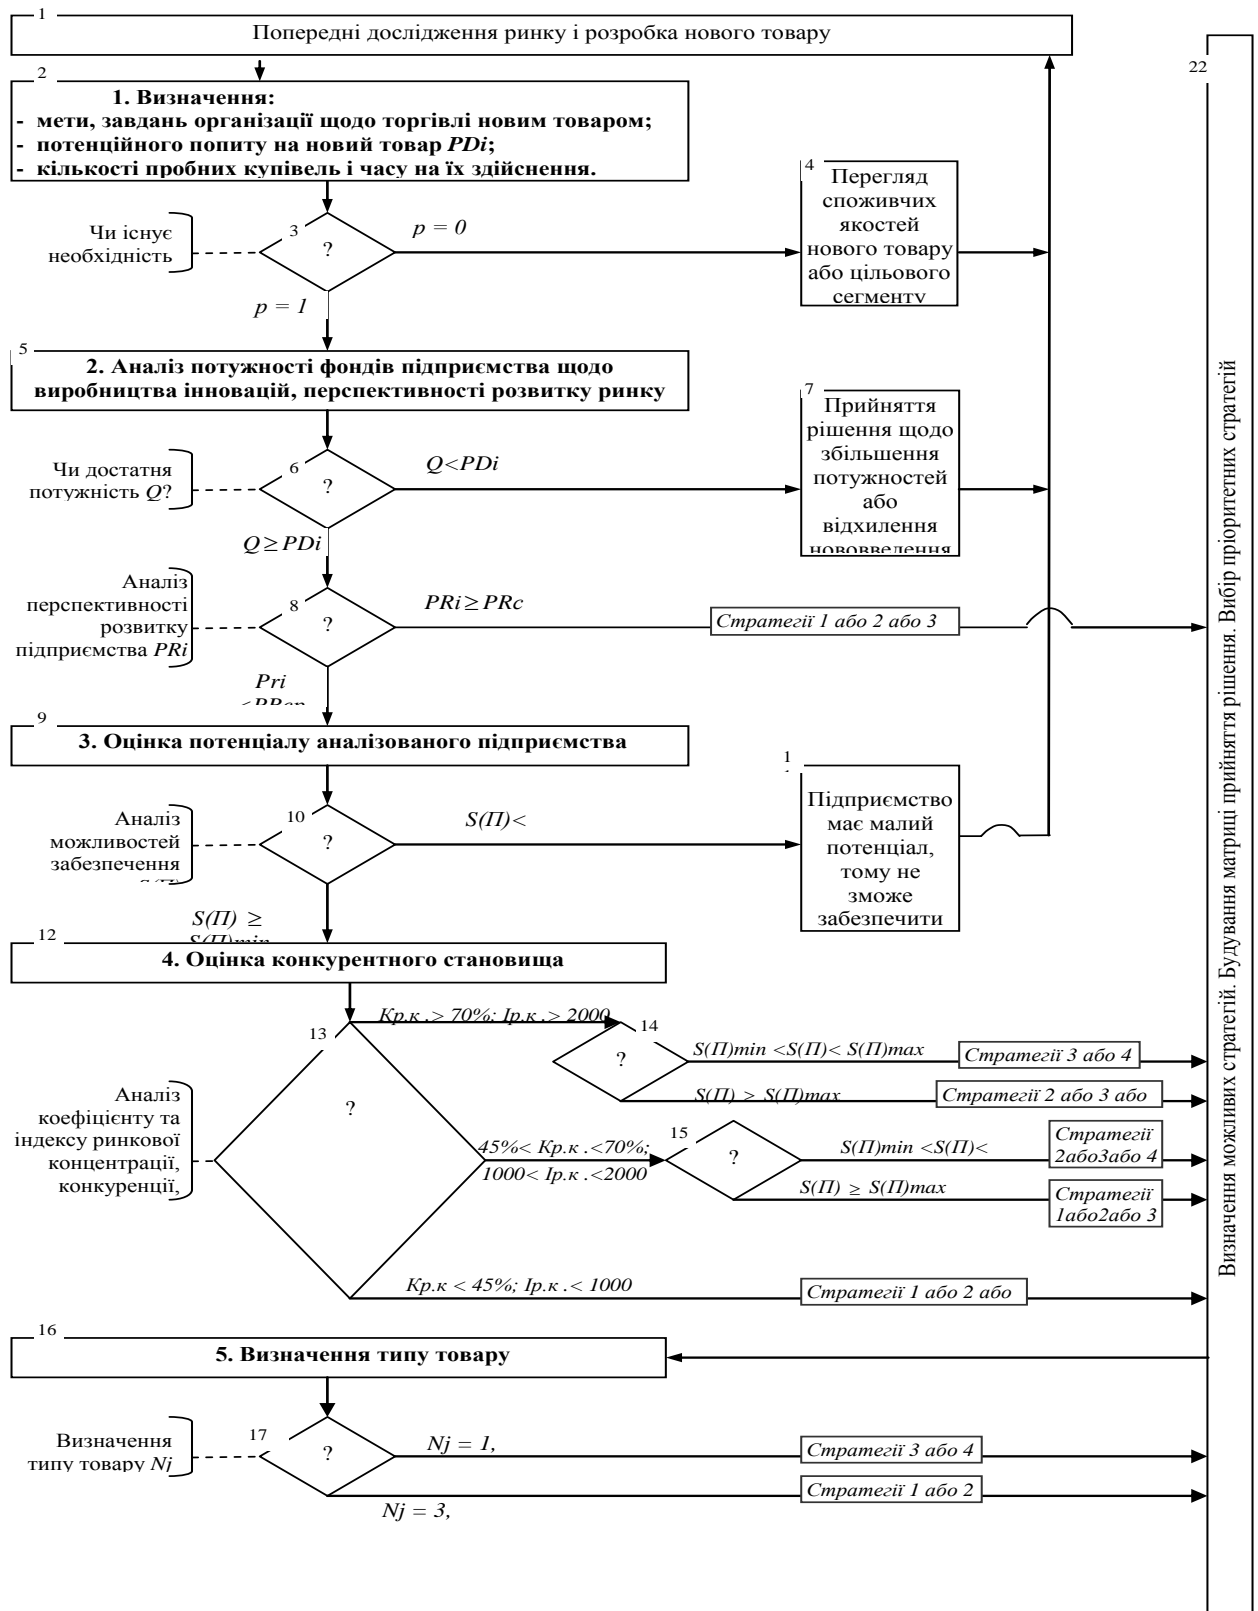 1
Попередні дослідження ринку і розробка нового товару
2
1. Визначення:
- мети, завдань організації щодо торгівлі новим товаром;
- потенційного попиту на новий товар PDi;
- кількості пробних купівель і часу на їх здійснення.
Чи існує
необхідність
3
?
p = 0
p = 1
4
Перегляд
споживчих
якостей
нового товару
або цільового
сегменту
5
2. Аналіз потужності фондів підприємства щодо
виробництва інновацій, перспективності розвитку ринку
Чи достатня
потужність Q?
6
?
Q<PDi
Q≥PDi
7
Прийняття
рішення щодо
збільшення
потужностей
або
відхилення
нововведення
Аналіз
перспективності
розвитку
підприємства PRi
8
?
PRi≥PRc
Стратегії 1 або 2 або 3
Pri
<PRcp
9
3. Оцінка потенціалу аналізованого підприємства
Аналіз
можливостей
забезпечення
S(П)
10
?
S(П)<
1
Підприємство
має малий
потенціал,
тому не
зможе
забезпечити
S(П) ≥
S(П)min
12
4. Оцінка конкурентного становища
Аналіз
коефіцієнту та
індексу ринкової
концентрації,
конкуренції,
13
?
Кр.к .> 70%; Ір.к .> 2000
14
?
S(П)min <S(П)< S(П)max
Стратегії 3 або 4
S(П) > S(П)max
Стратегії 2 або 3 або
45%< Кр.к .<70%;
1000< Ір.к .<2000
15
?
S(П)min <S(П)<
Стратегії
2або3або 4
S(П) ≥ S(П)max
Стратегії
1або2або 3
Кр.к < 45%; Ір.к .< 1000
Стратегії 1 або 2 або
16
5. Визначення типу товару
Визначення
типу товару Nj
17
?
Nj = 1,
Стратегії 3 або 4
Nj = 3,
Стратегії 1 або 2
22
Визначення можливих стратегій. Будування матриці прийняття рішення. Вибір пріоритетних стратегій